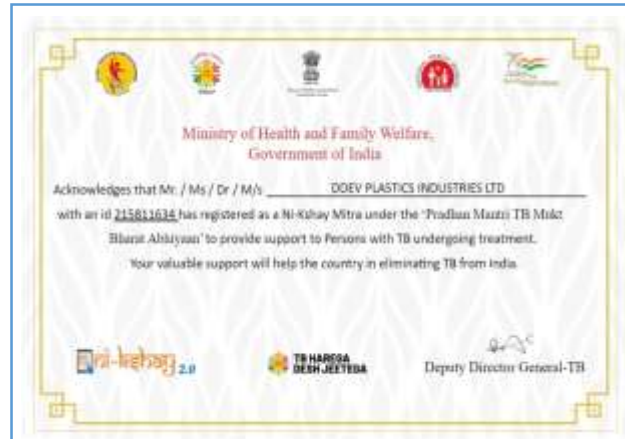 Ministry of Health and Family Welfare,
Government of India
Acknowledges that Mr. / Ms / Dr / M/s DDEV PLASTICS INDUSTRIES LTD
with an id 215811634 has registered as a Ni-Kshay Mitra under the "Pradhan Mantri TB Mukt
Bharat Abhiyaan" to provide support to Persons with TB undergoing treatment.
Your valuable support will help the country in eliminating TB from India
ni-kshay 2.0
TB HAREGA
DESH JEETEGA
Deputy Director General-TB